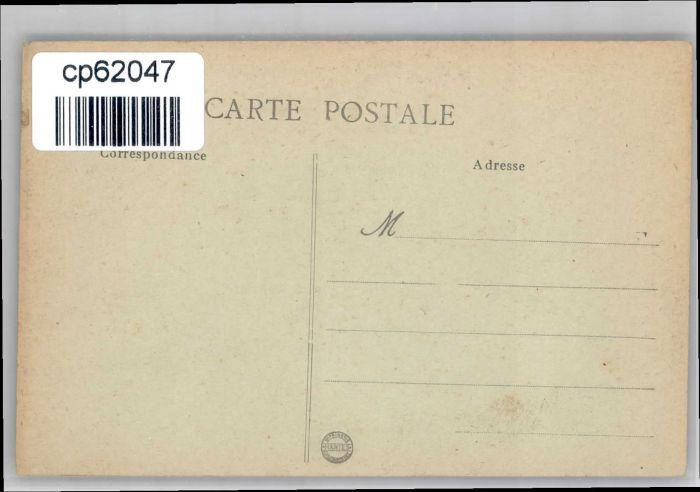 cp62047
CARTE POSTALE
Correspondance
Adresse
M